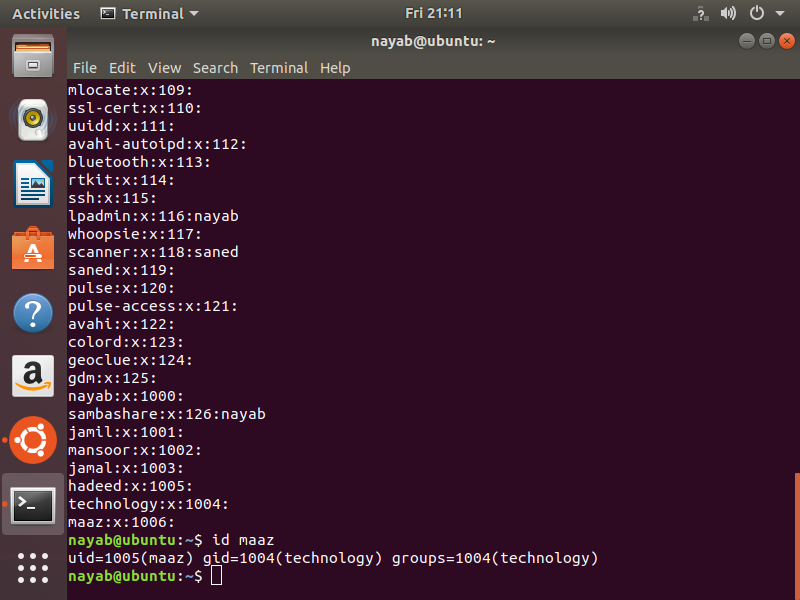 Activities Terminal Fri 21:11
nayab@ubuntu: ~
File Edit View Search Terminal Help
mlocate:x:109:
ssl-cert:x:110:
uuidd:x:111:
avahi-autoipd:x:112:
bluetooth:x:113:
rtkit:x:114:
ssh:x:115:
lpadmin:x:116:nayab
whoopsie:x:117:
scanner:x:118:saned
saned:x:119:
pulse:x:120:
pulse-access:x:121:
avahi:x:122:
colord:x:123:
geoclue:x:124:
gdm:x:125:
nayab:x:1000:
sambashare:x:126:nayab
jamil:x:1001:
mansoor:x:1002:
jamal:x:1003:
hadeed:x:1005:
technology:x:1004:
maaz:x:1006:
nayab@ubuntu:~$ id maaz
uid=1005(maaz) gid=1004(technology) groups=1004(technology)
nayab@ubuntu:~$